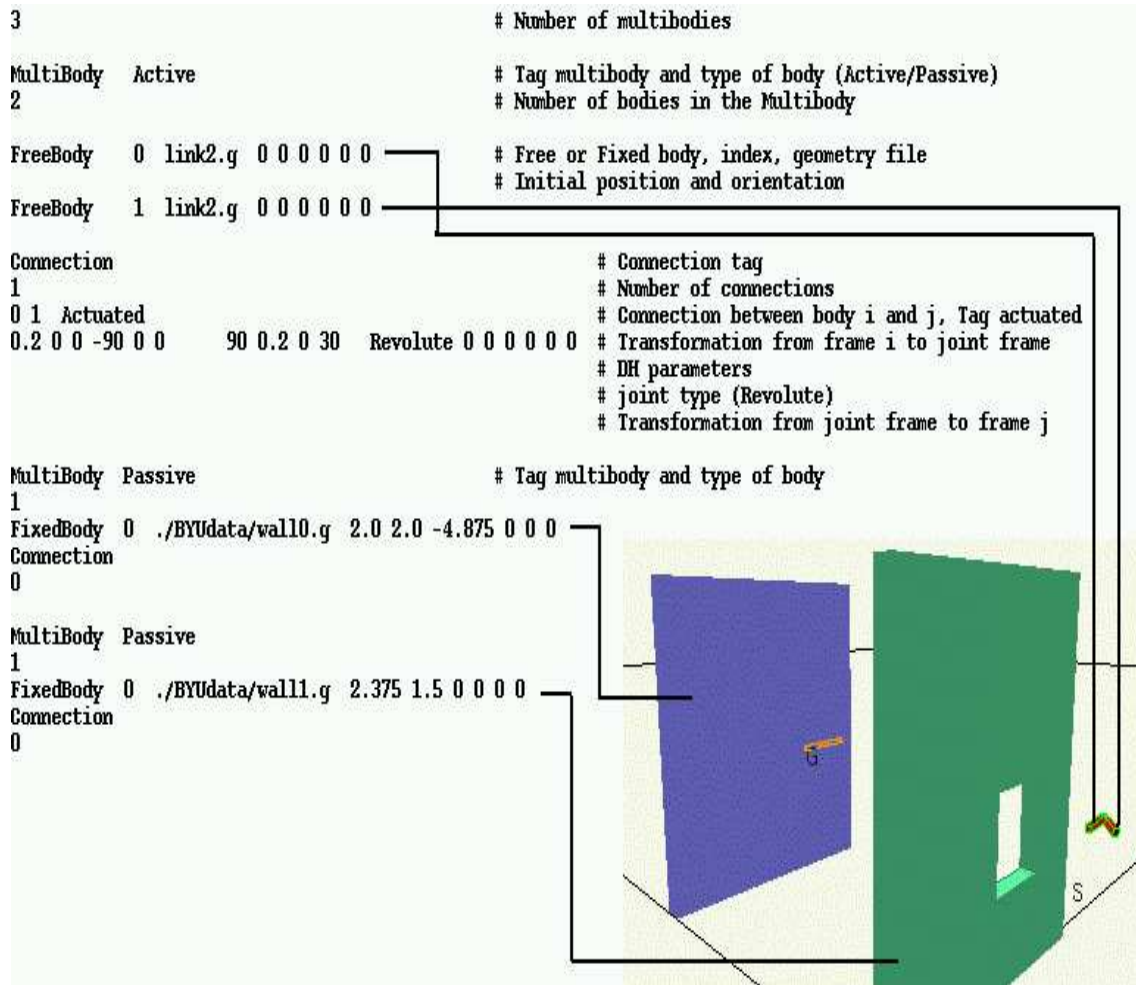 3 # Number of multibodies
MultiBody Active # Tag multibody and type of body (Active/Passive)
2 # Number of bodies in the Multibody
FreeBody 0 link2.g 0 0 0 0 0 0 # Free or Fixed body, index, geometry file
# Initial position and orientation
FreeBody 1 link2.g 0 0 0 0 0 0
Connection # Connection tag
1 # Number of connections
0 1 Actuated # Connection between body i and j, Tag actuated
0.2 0 0 -90 0 0 90 0.2 0 30 Revolute 0 0 0 0 0 0 # Transformation from frame i to joint frame
# DH parameters
# joint type (Revolute)
# Transformation from joint frame to frame j
MultiBody Passive # Tag multibody and type of body
1
FixedBody 0 ./BYUdata/wall0.g 2.0 2.0 -4.875 0 0 0
Connection
0
MultiBody Passive
1
FixedBody 0 ./BYUdata/wall1.g 2.375 1.5 0 0 0 0
Connection
0
G
S